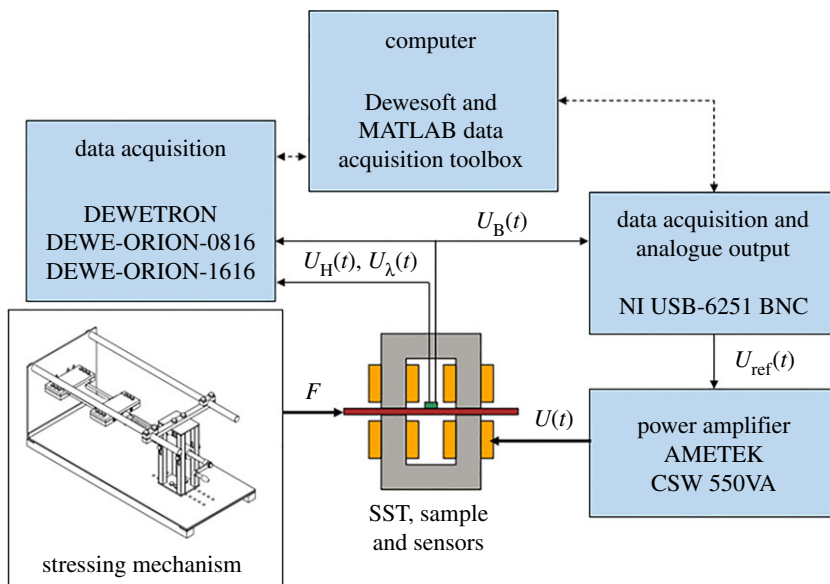 computer
Dewesoft and
MATLAB data
acquisition toolbox
data acquisition
DEWETRON
DEWE-ORION-0816
DEWE-ORION-1616
U_B(t)
U_H(t), U_λ(t)
data acquisition and
analogue output
NI USB-6251 BNC
U_ref(t)
F
U(t)
power amplifier
AMETEK
CSW 550VA
SST, sample
and sensors
stressing mechanism